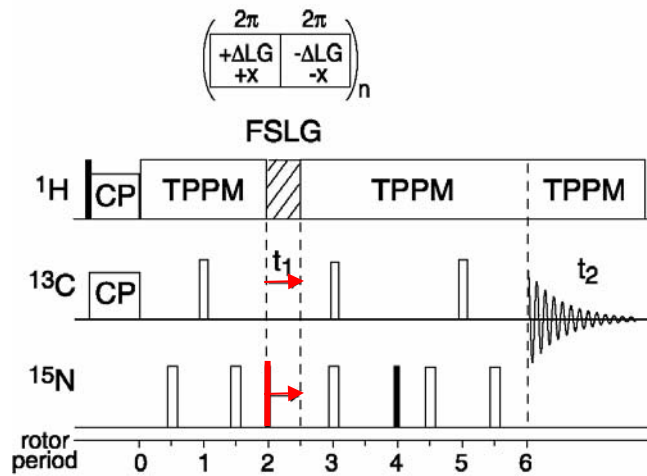 2π 2π
+ΔLG -ΔLG
+x -x
n
FSLG
¹H CP TPPM TPPM TPPM
¹³C CP t₁ t₂
¹⁵N
rotor period 0 1 2 3 4 5 6